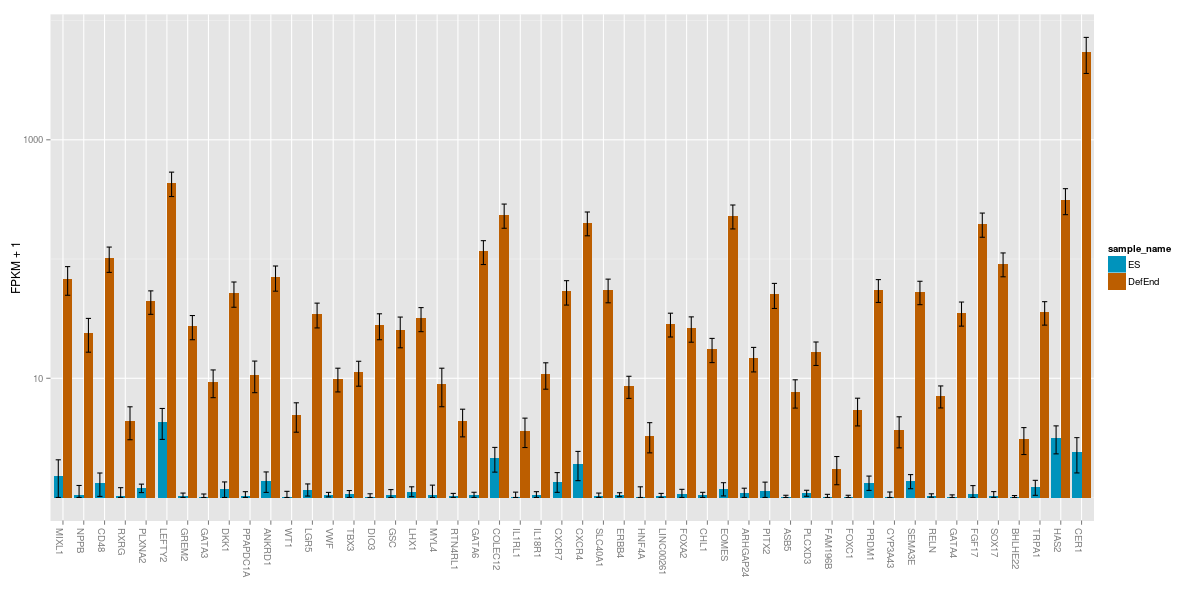 FPKM + 1
1000
10
MIXL1
NPPB
CD48
RXRG
PLXNA2
LEFTY2
GREM2
GATA3
DKK1
PPAPDC1A
ANKRD1
WT1
LGR5
VWF
TBX3
DIO3
GSC
LHX1
MYL4
RTN4RL1
GATA6
COLEC12
IL1RL1
IL18R1
CXCR7
CXCR4
SLC40A1
ERBB4
HNF4A
LINC00261
FOXA2
CHL1
EOMES
ARHGAP24
PITX2
ASB5
PLCXD3
FAM196B
FOXC1
PRDM1
CYP3A43
SEMA3E
RELN
GATA4
FGF17
SOX17
BHLHE22
TRPA1
HAS2
CER1
sample_name
ES
DefEnd